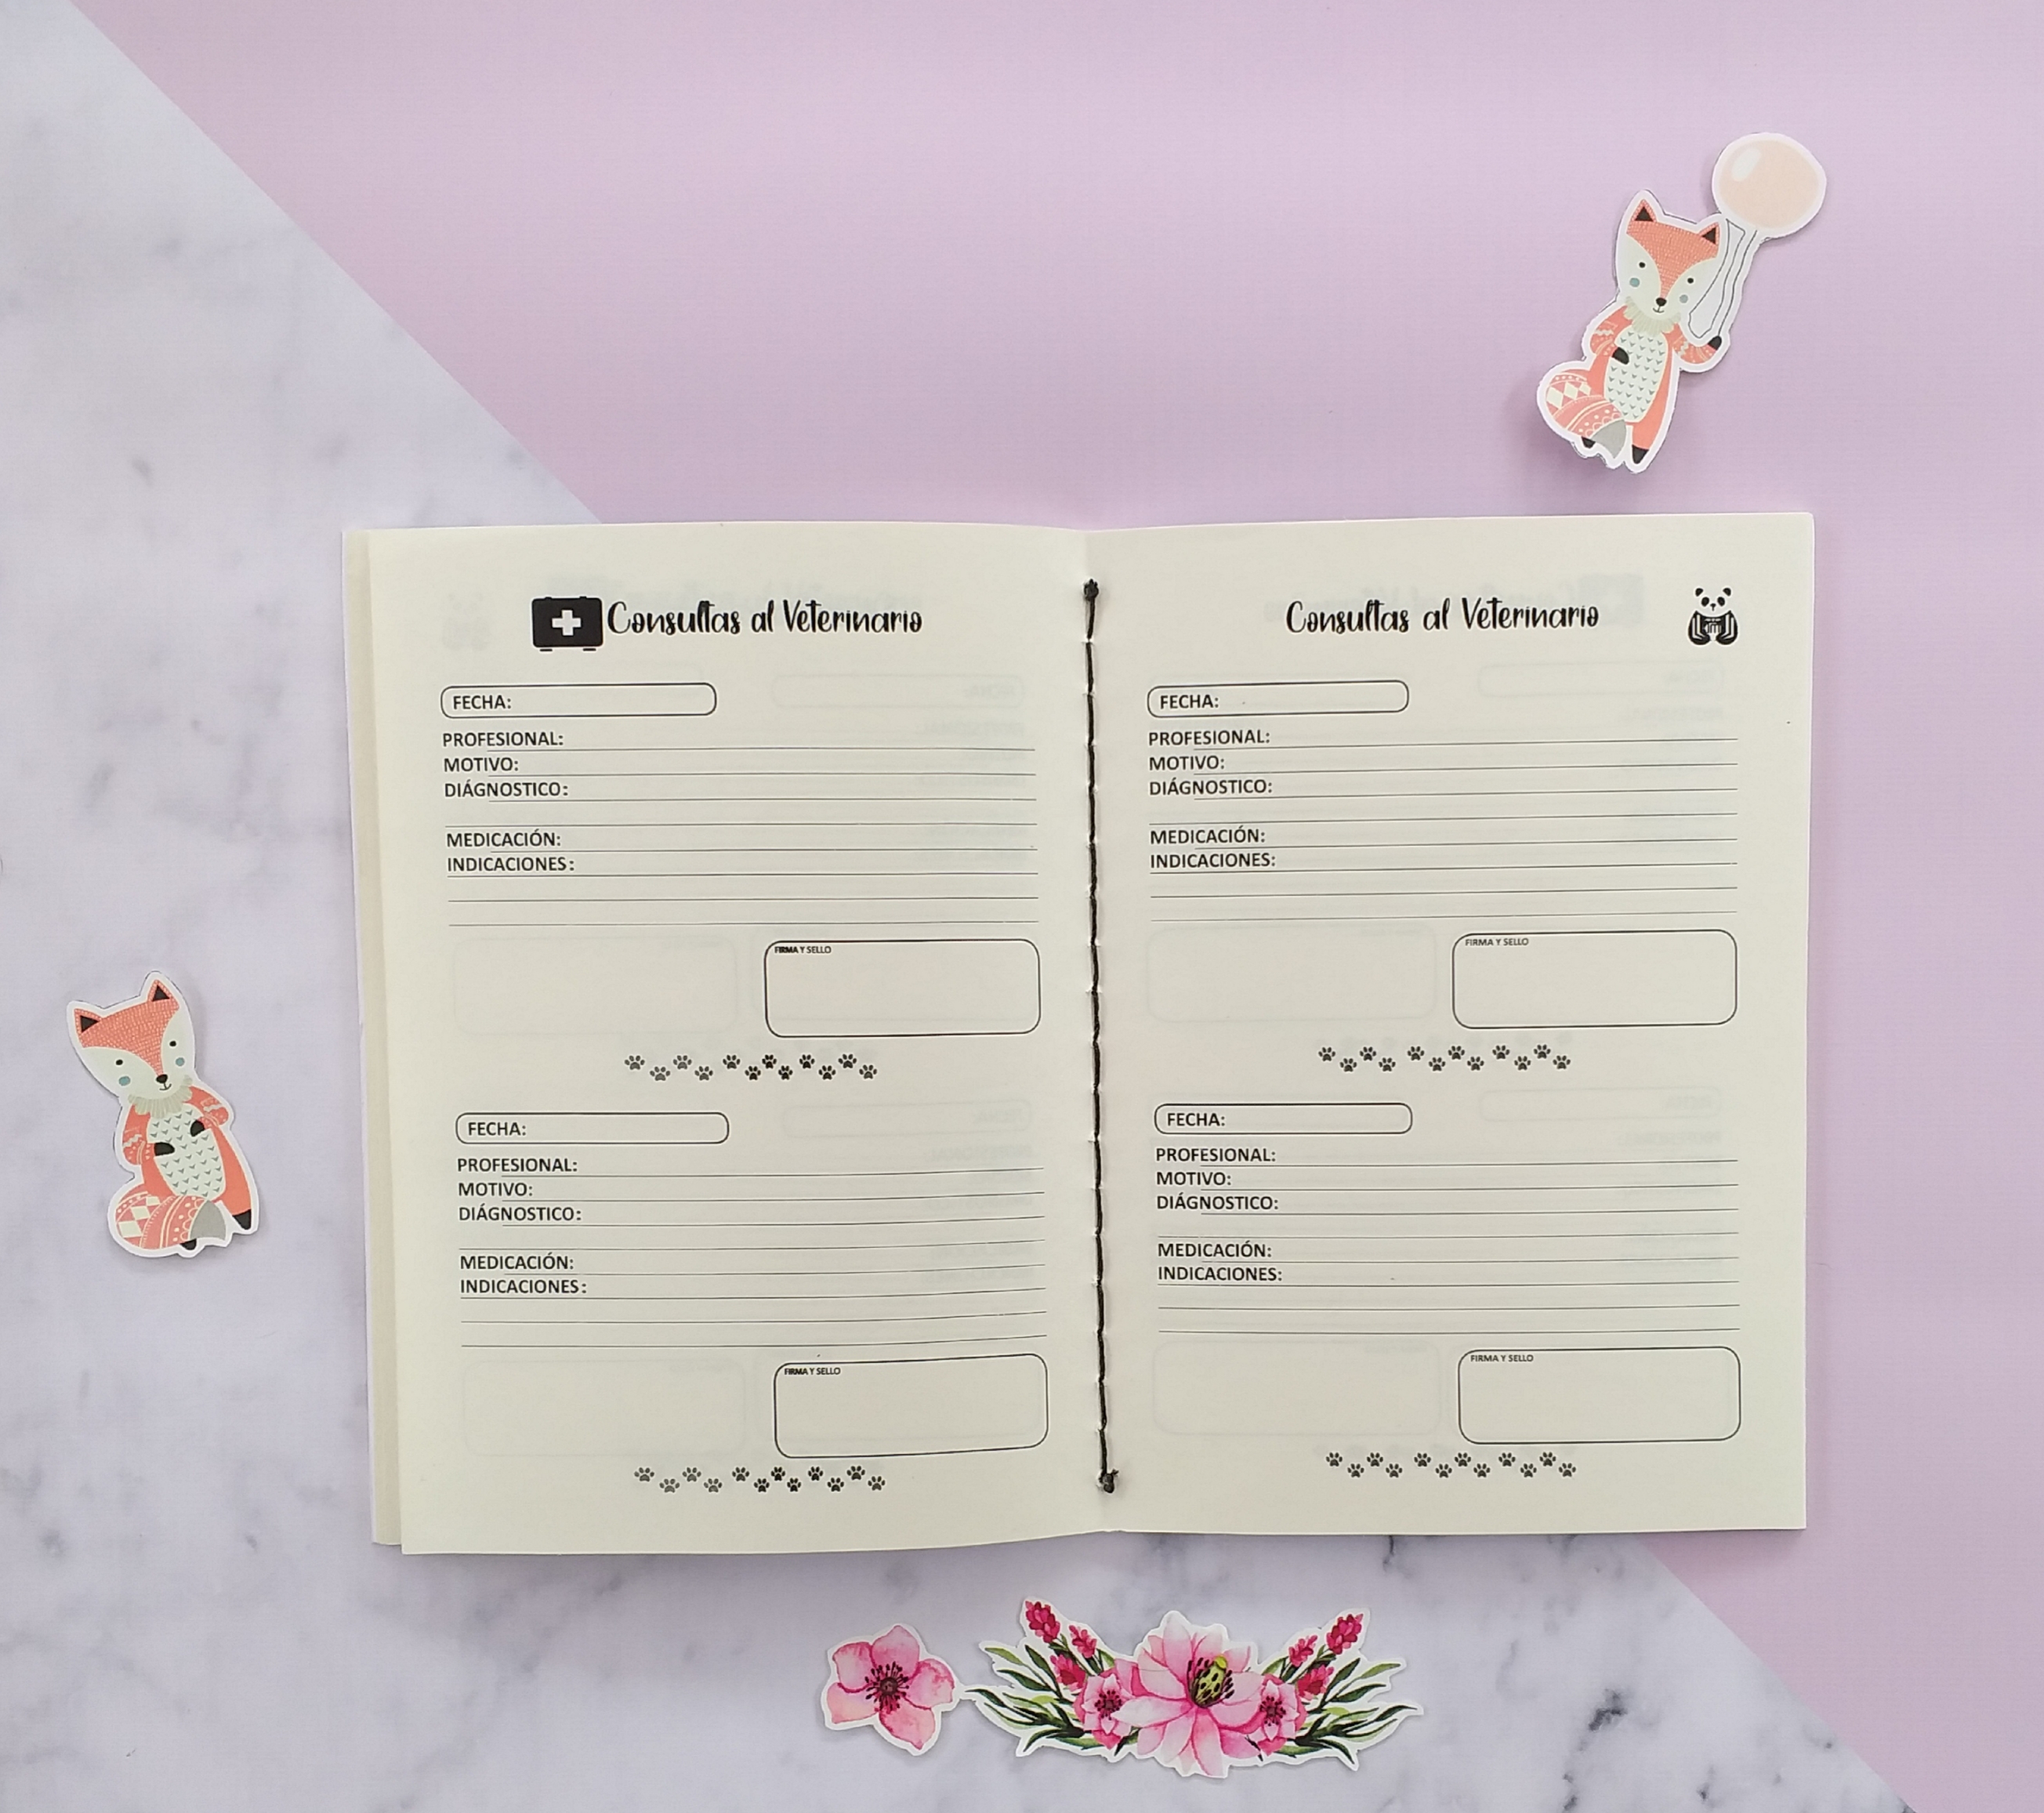 Consultas al Veterinario
FECHA:
PROFESIONAL:
MOTIVO:
DIÁGNOSTICO:
MEDICACIÓN:
INDICACIONES:
FIRMA Y SELLO
FECHA:
PROFESIONAL:
MOTIVO:
DIÁGNOSTICO:
MEDICACIÓN:
INDICACIONES:
FIRMA Y SELLO
Consultas al Veterinario
FECHA:
PROFESIONAL:
MOTIVO:
DIÁGNOSTICO:
MEDICACIÓN:
INDICACIONES:
FIRMA Y SELLO
FECHA:
PROFESIONAL:
MOTIVO:
DIÁGNOSTICO:
MEDICACIÓN:
INDICACIONES:
FIRMA Y SELLO